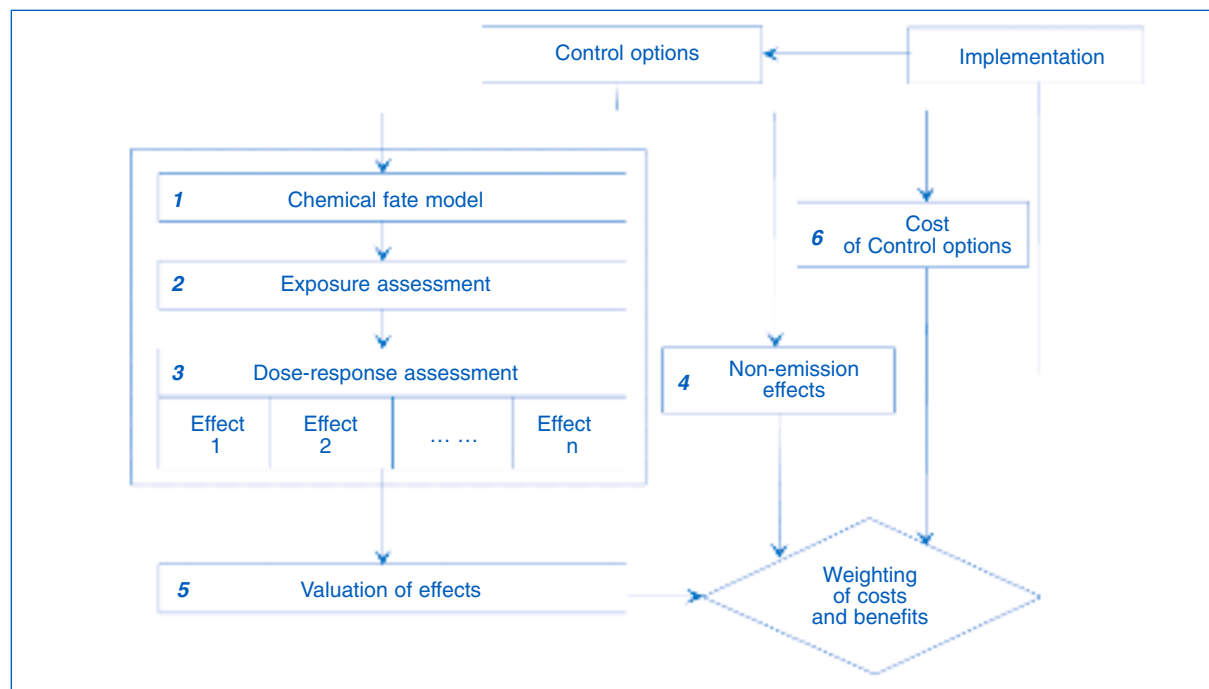 Control options
Implementation
1 Chemical fate model
6 Cost
of Control options
2 Exposure assessment
3 Dose-response assessment
4 Non-emission
effects
Effect
1
Effect
2
… …
Effect
n
5 Valuation of effects
Weighting
of costs
and benefits